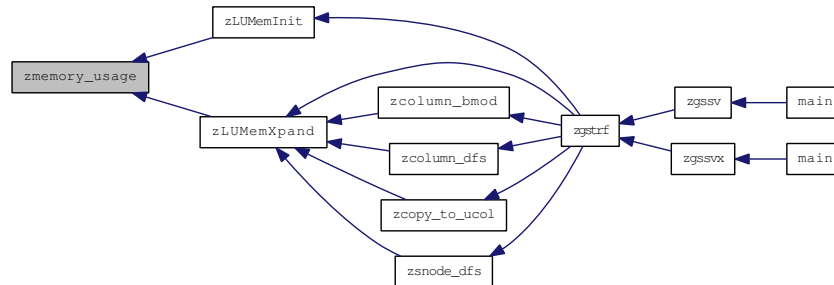 zLUMemInit
zmemory_usage
zLUMemXpand
zcolumn_bmod
zcolumn_dfs
zcopy_to_ucol
zsnode_dfs
zgstrf
zgssv
main
zgssvx
main